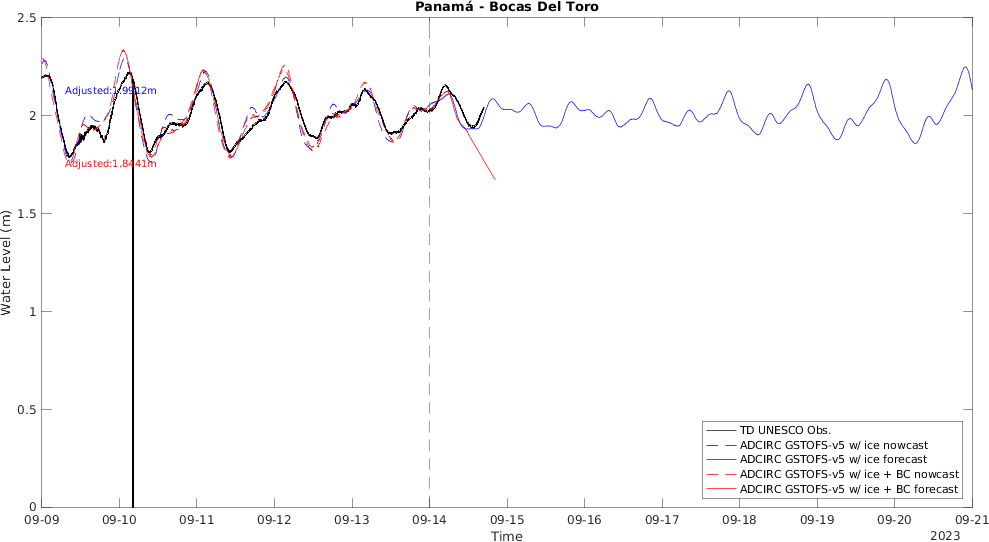 Panamá - Bocas Del Toro
2.5
2
1.5
1
0.5
0
Water Level (m)
Adjusted:1.9912m
Adjusted:1.8441m
TD UNESCO Obs.
ADCIRC GSTOFS-v5 w/ ice nowcast
ADCIRC GSTOFS-v5 w/ ice forecast
ADCIRC GSTOFS-v5 w/ ice + BC nowcast
ADCIRC GSTOFS-v5 w/ ice + BC forecast
09-09 09-10 09-11 09-12 09-13 09-14 09-15 09-16 09-17 09-18 09-19 09-20 09-21
Time
2023